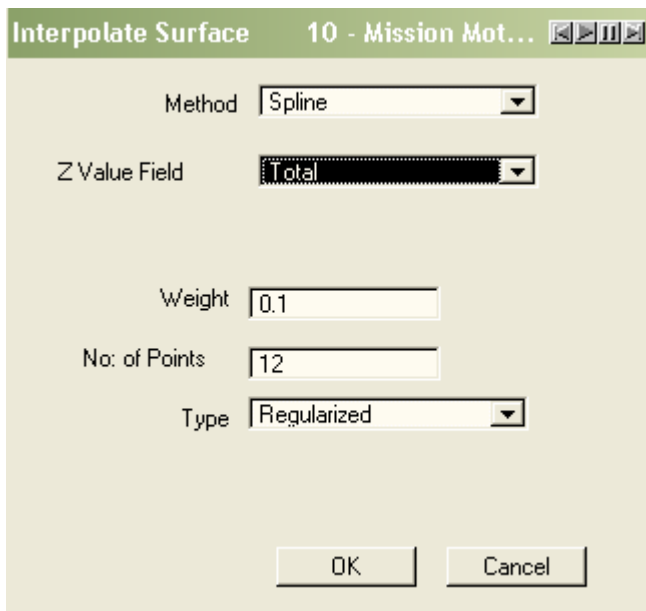 Interpolate Surface 10 - Mission Mot...
Method Spline
Z Value Field Total
Weight 0.1
No: of Points 12
Type Regularized
OK Cancel